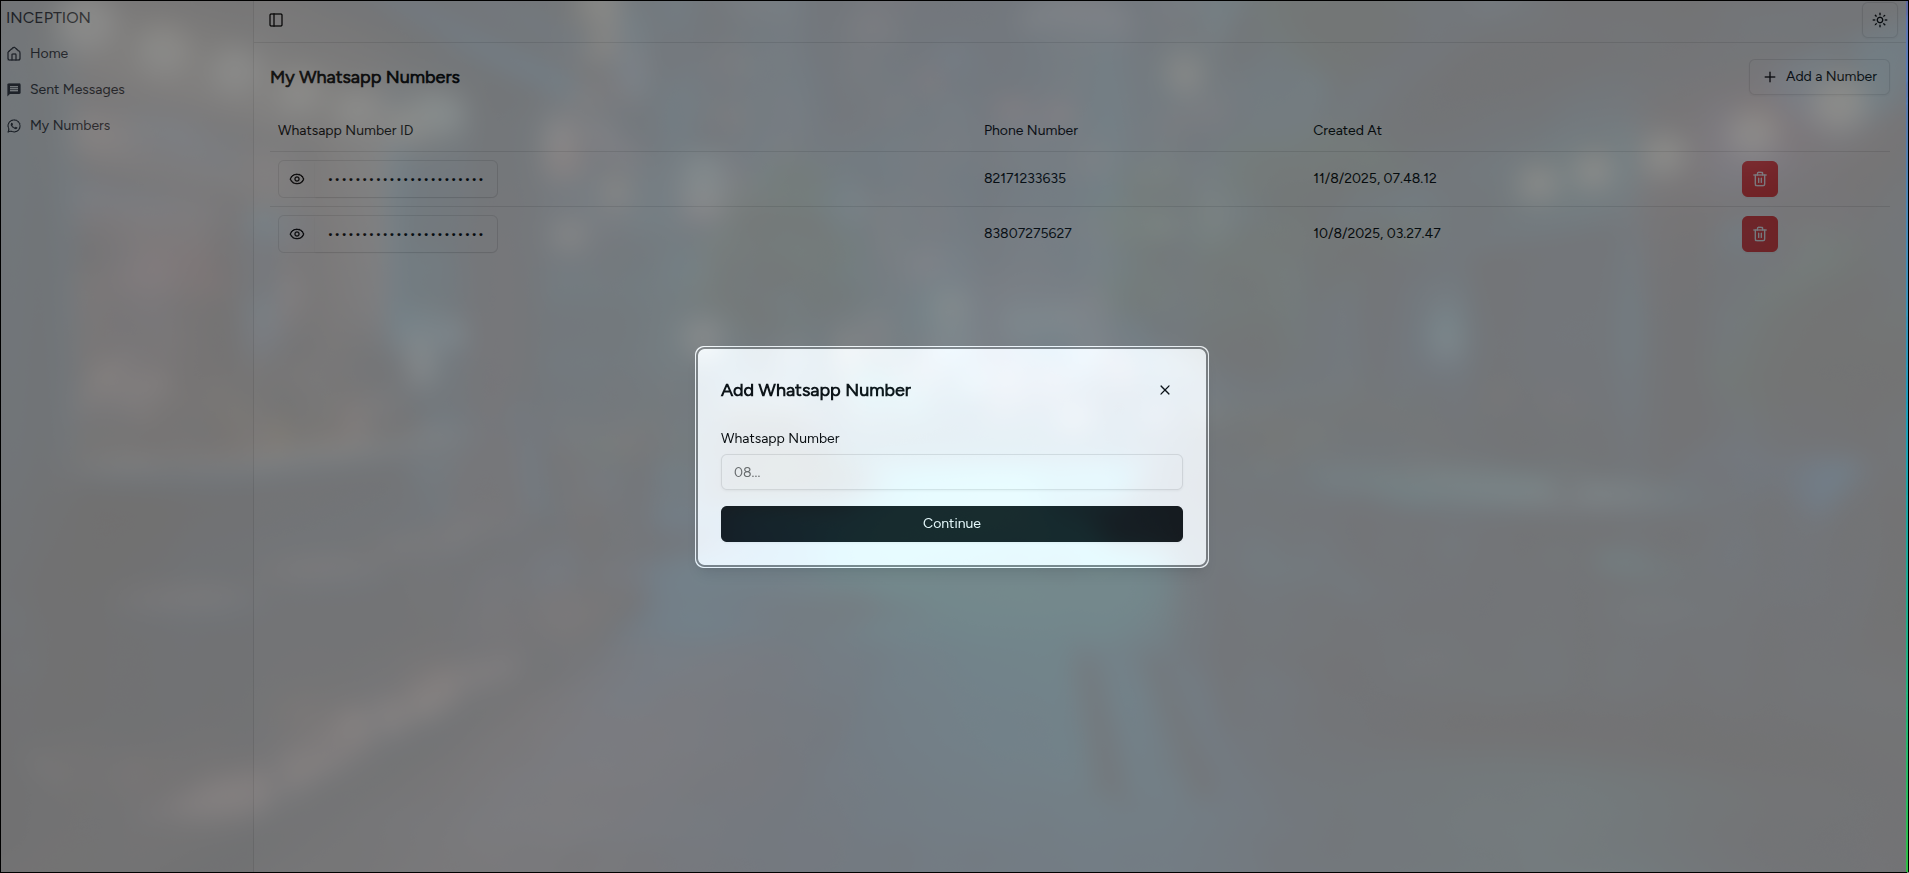 INCEPTION
Home
Sent Messages
My Numbers
My Whatsapp Numbers
Add a Number
Whatsapp Number ID Phone Number Created At
••••••••••••••••••••••• 82171233635 11/8/2025, 07.48.12
••••••••••••••••••••••• 83807275627 10/8/2025, 03.27.47
Add Whatsapp Number
Whatsapp Number
08...
Continue